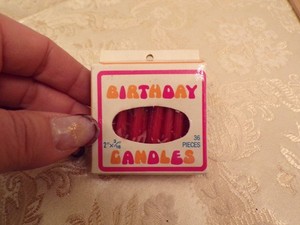 BIRTHDAY
36
PIECES
CANDLES